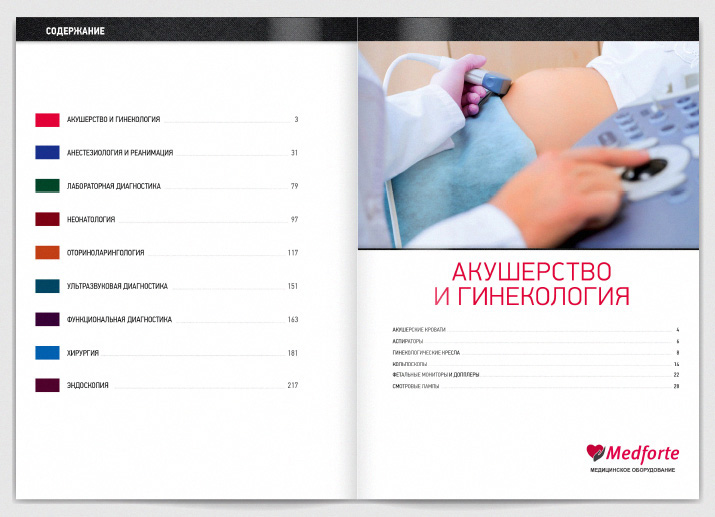 СОДЕРЖАНИЕ
АКУШЕРСТВО И ГИНЕКОЛОГИЯ 3
АНЕСТЕЗИОЛОГИЯ И РЕАНИМАЦИЯ 31
ЛАБОРАТОРНАЯ ДИАГНОСТИКА 79
НЕОНАТОЛОГИЯ 97
ОТОРИНОЛАРИНГОЛОГИЯ 117
УЛЬТРАЗВУКОВАЯ ДИАГНОСТИКА 151
ФУНКЦИОНАЛЬНАЯ ДИАГНОСТИКА 163
ХИРУРГИЯ 181
ЭНДОСКОПИЯ 217
АКУШЕРСТВО
И ГИНЕКОЛОГИЯ
АКУШЕРСКИЕ КРОВАТИ 4
АСПИРАТОРЫ 6
ГИНЕКОЛОГИЧЕСКИЕ КРЕСЛА 8
КОЛЬПОСКОПЫ 14
ФЕТАЛЬНЫЕ МОНИТОРЫ И ДОППЛЕРЫ 22
СМОТРОВЫЕ ЛАМПЫ 28
Medforte
МЕДИЦИНСКОЕ ОБОРУДОВАНИЕ